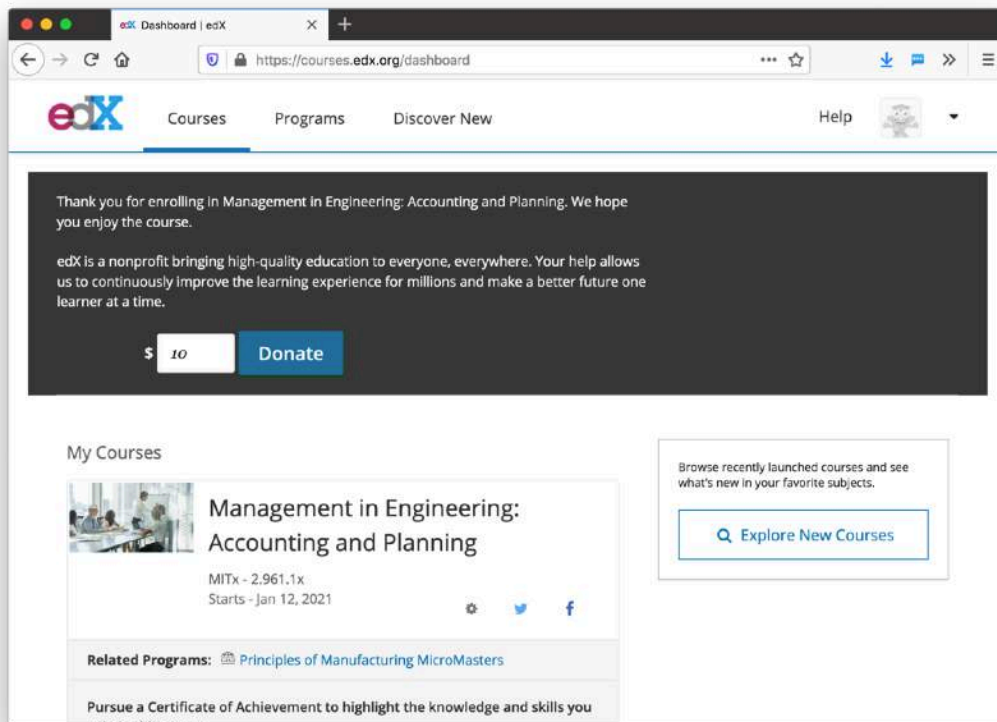 edX Dashboard | edX
https://courses.edx.org/dashboard
edX Courses Programs Discover New Help
Thank you for enrolling in Management in Engineering: Accounting and Planning. We hope
you enjoy the course.
edX is a nonprofit bringing high-quality education to everyone, everywhere. Your help allows
us to continuously improve the learning experience for millions and make a better future one
learner at a time.
$ 10 Donate
My Courses
Management in Engineering:
Accounting and Planning
MITx - 2.961.1x
Starts - Jan 12, 2021
Related Programs: Principles of Manufacturing MicroMasters
Pursue a Certificate of Achievement to highlight the knowledge and skills you
Browse recently launched courses and see
what's new in your favorite subjects.
Explore New Courses